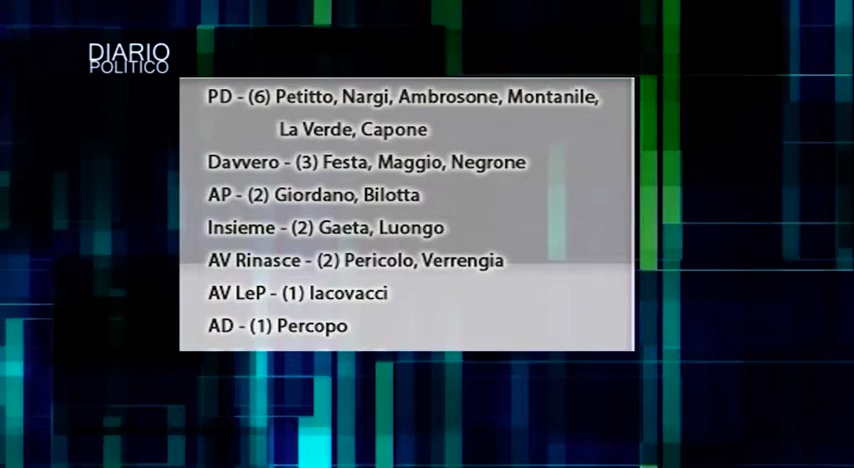 DIARIO
POLITICO
PD - (6) Petitto, Nargi, Ambrosone, Montanile,
La Verde, Capone
Davvero - (3) Festa, Maggio, Negrone
AP - (2) Giordano, Bilotta
Insieme - (2) Gaeta, Luongo
AV Rinasce - (2) Pericolo, Verrengia
AV LeP - (1) Iacovacci
AD - (1) Percopo